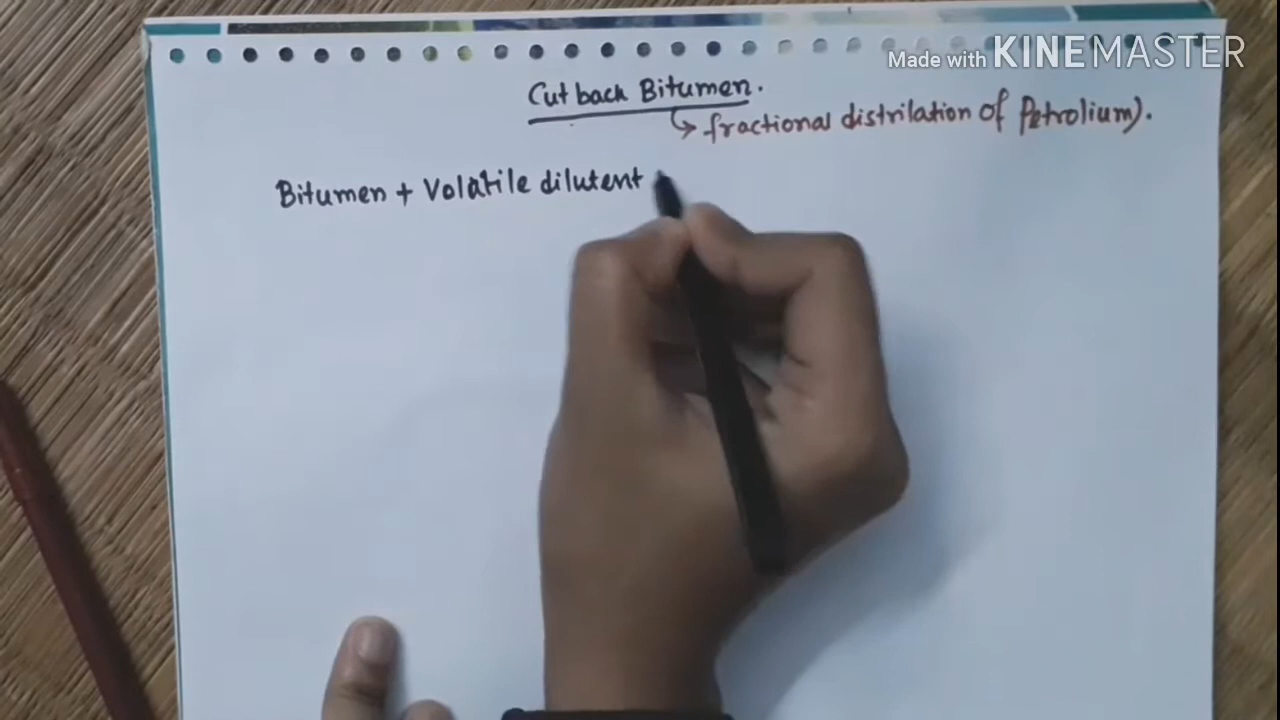 Made with KINEMASTER
Cut back Bitumen.
fractional distrilation of Petrolium).
Bitumen + Volatile dilutent